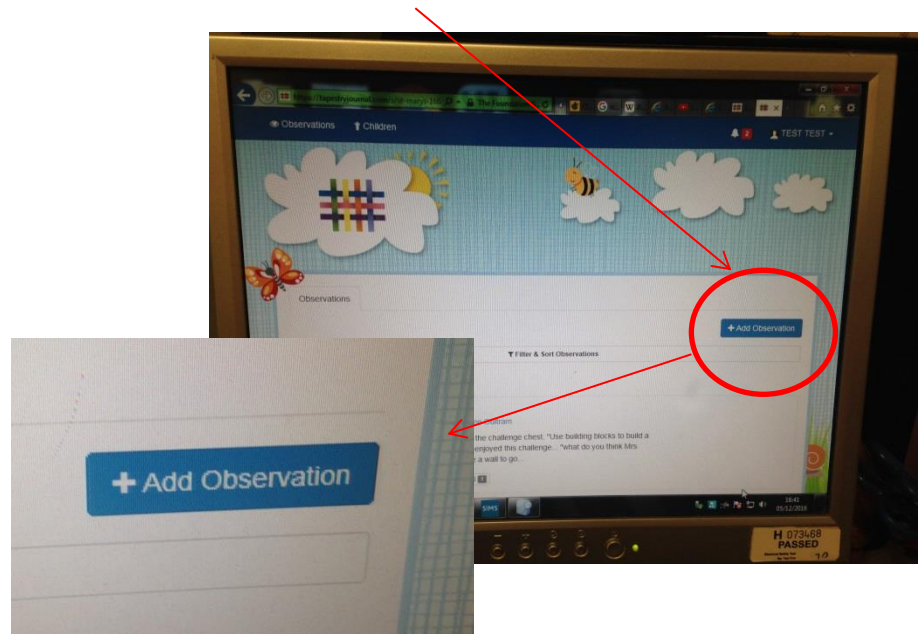 Observations Children 2 TEST TEST
Observations
+ Add Observation
Filter & Sort Observations
the challenge chest. "Use building blocks to build a
enjoyed this challenge... "what do you think Mrs
a wall to go...
+ Add Observation
SIMS
16:41
05/12/2016
H 073468
PASSED